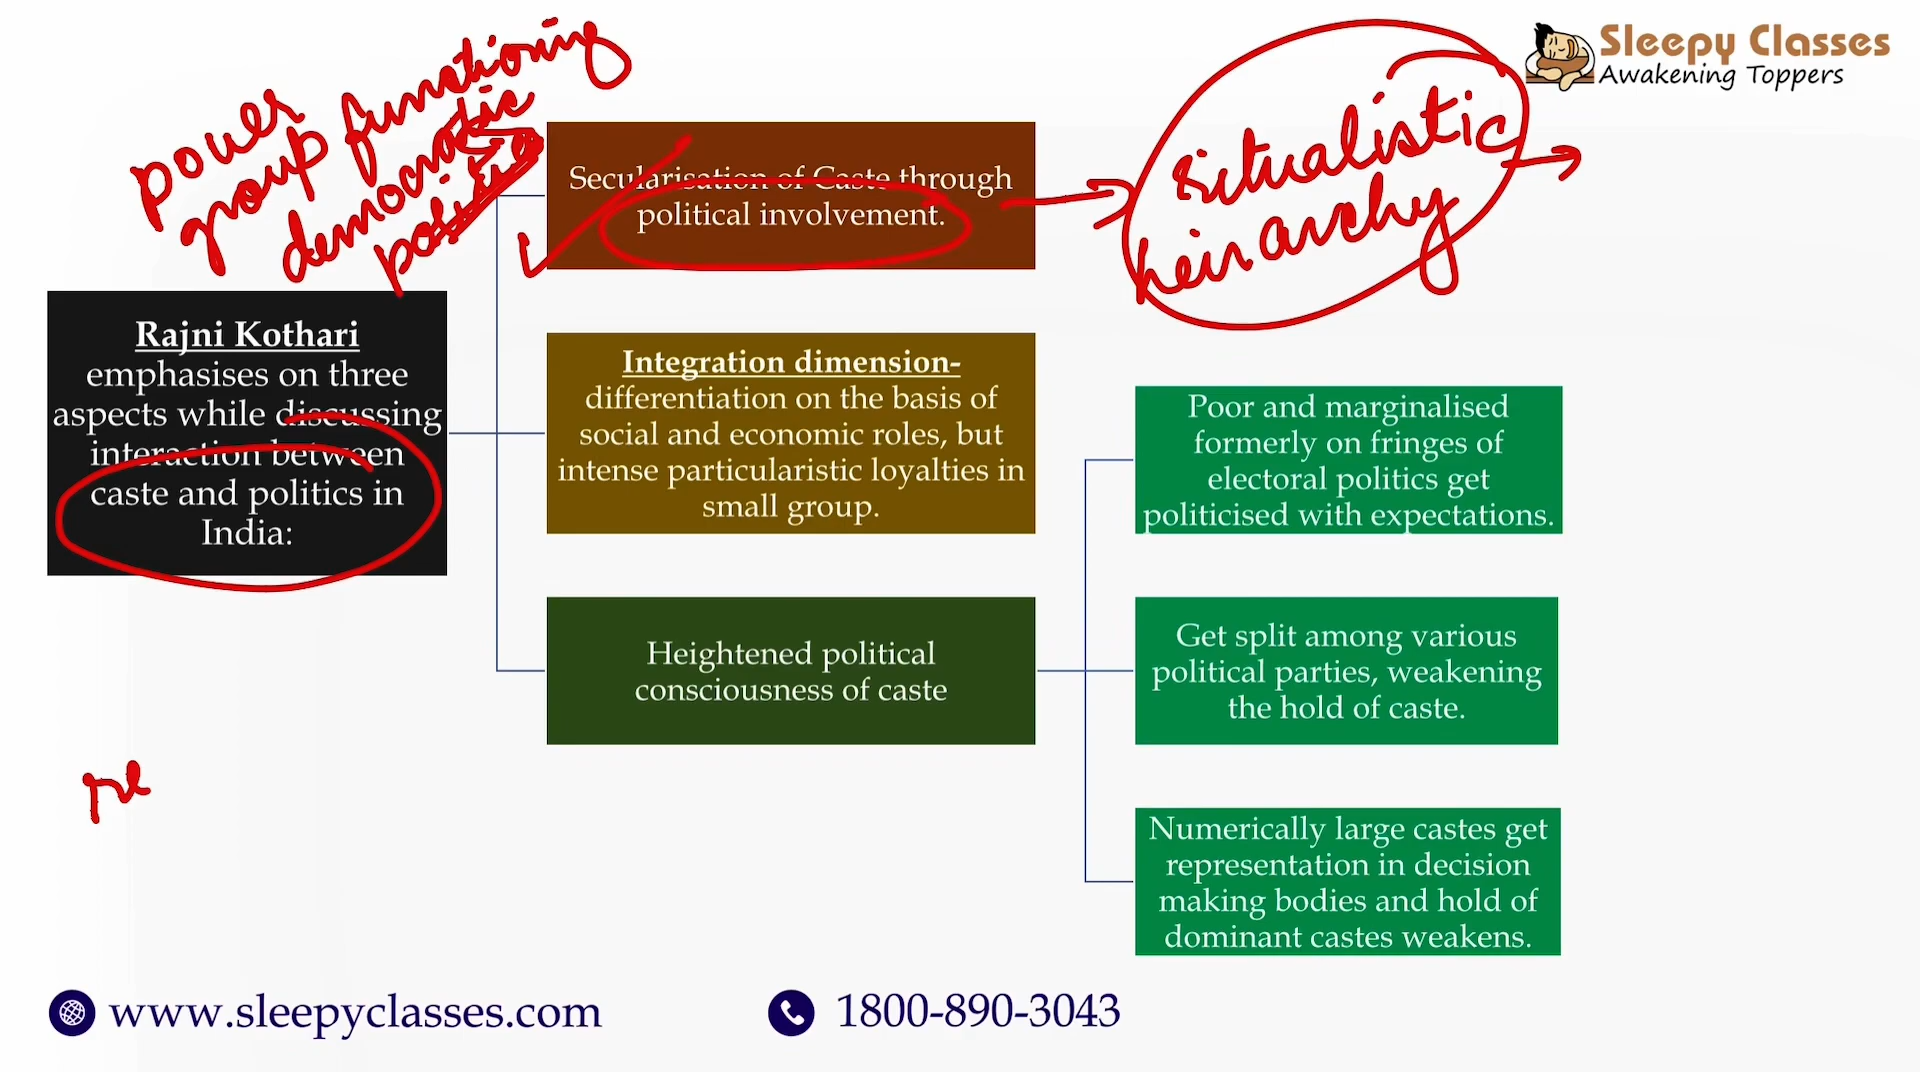 Sleepy Classes
Awakening Toppers
power
group functioning
democratic
Secularisation of Caste through
political involvement.
ritualistic
heirarchy
Rajni Kothari
emphasises on three
aspects while discussing
interaction between
caste and politics in
India:
Integration dimension-
differentiation on the basis of
social and economic roles, but
intense particularistic loyalties in
small group.
Heightened political
consciousness of caste
Poor and marginalised
formerly on fringes of
electoral politics get
politicised with expectations.
Get split among various
political parties, weakening
the hold of caste.
Numerically large castes get
representation in decision
making bodies and hold of
dominant castes weakens.
re
www.sleepyclasses.com
1800-890-3043